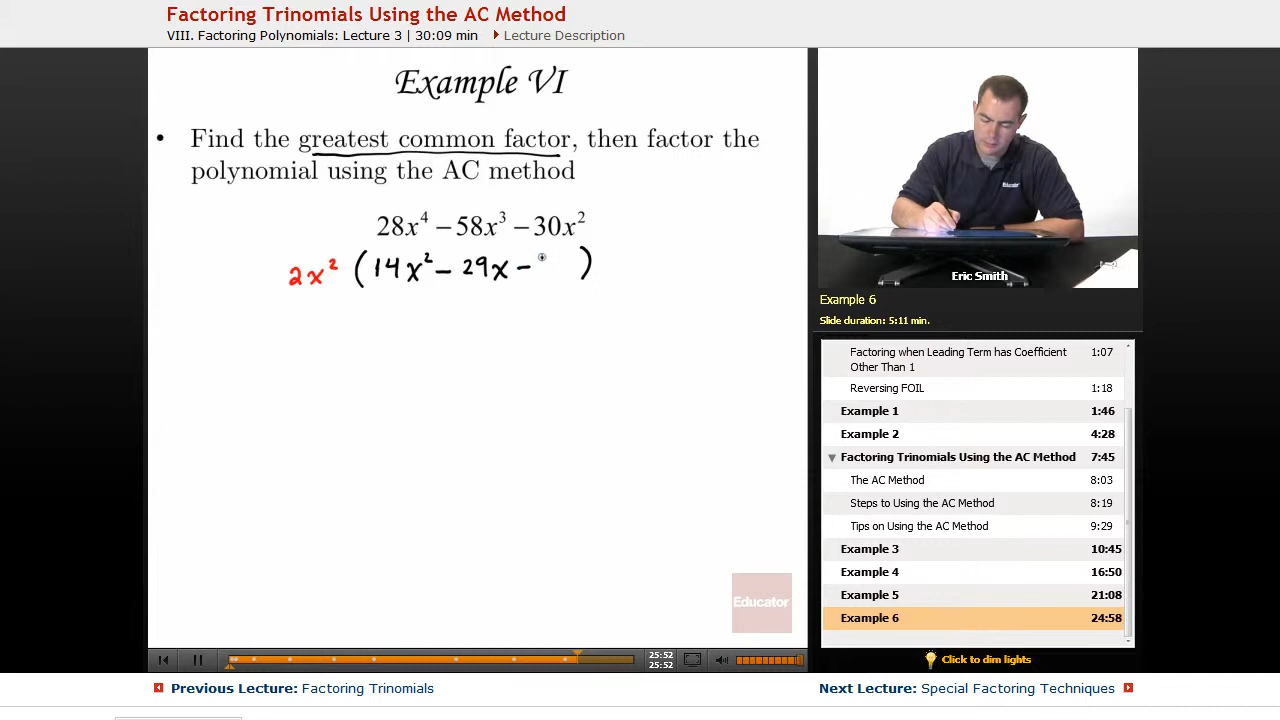 Factoring Trinomials Using the AC Method
VIII. Factoring Polynomials: Lecture 3 | 30:09 min Lecture Description
Example VI
• Find the greatest common factor, then factor the
polynomial using the AC method
28x⁴ − 58x³ − 30x²
2x² (14x² − 29x − )
Educator
Educator
Eric Smith
Example 6
Slide duration: 5:11 min.
Factoring when Leading Term has Coefficient 1:07
Other Than 1
Reversing FOIL 1:18
Example 1 1:46
Example 2 4:28
Factoring Trinomials Using the AC Method 7:45
The AC Method 8:03
Steps to Using the AC Method 8:19
Tips on Using the AC Method 9:29
Example 3 10:45
Example 4 16:50
Example 5 21:08
Example 6 24:58
25:52
25:52
Click to dim lights
Previous Lecture: Factoring Trinomials
Next Lecture: Special Factoring Techniques